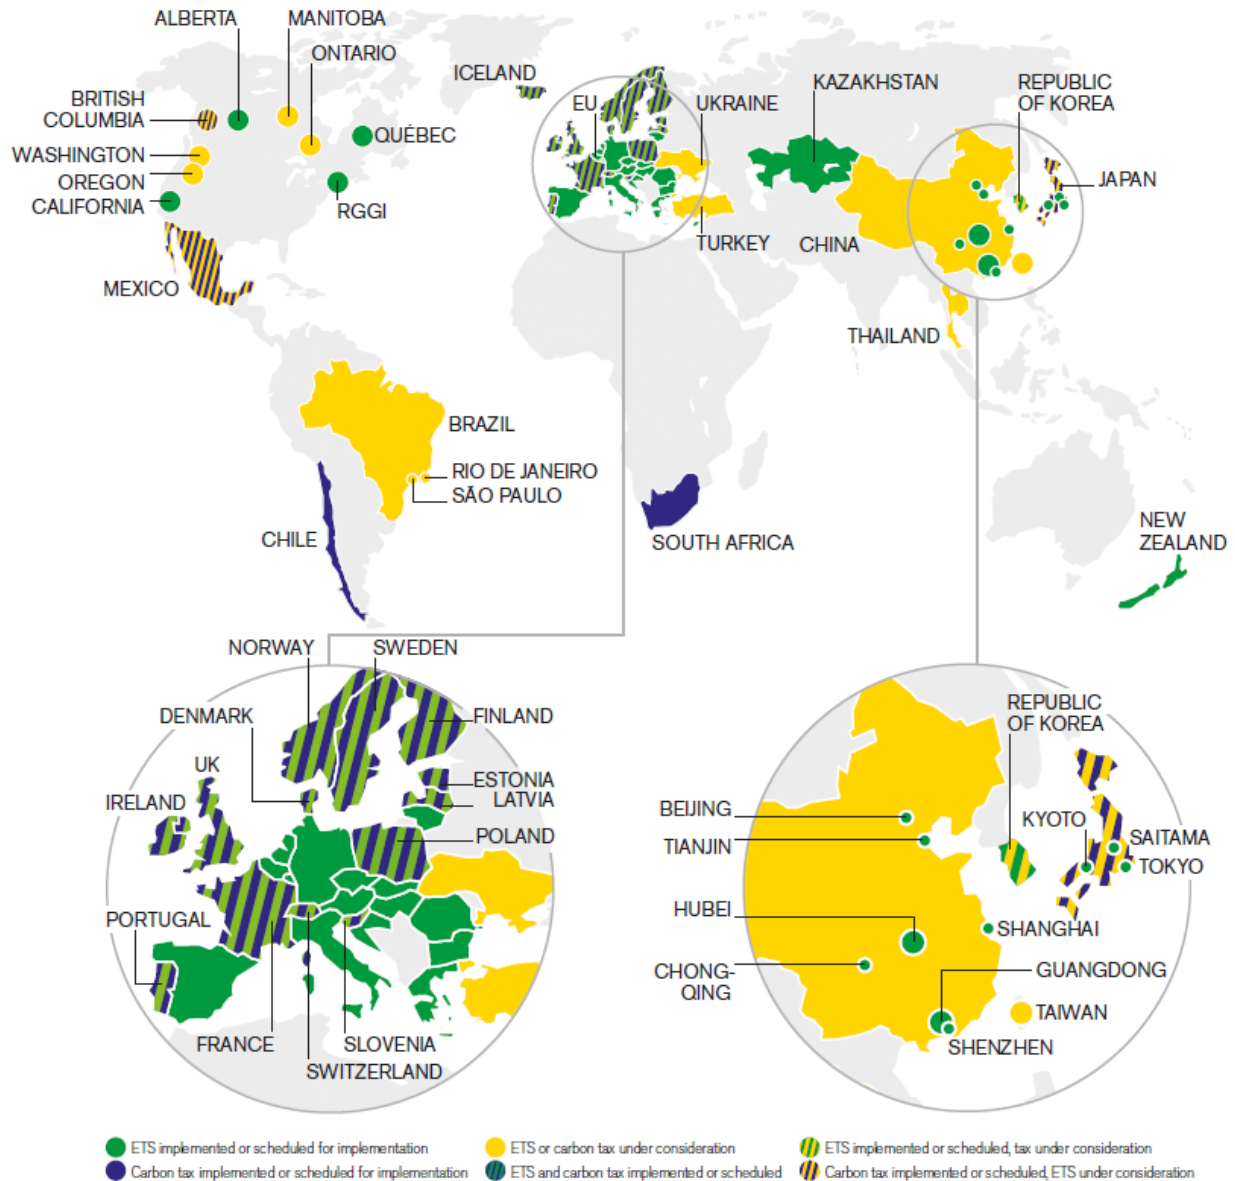 ALBERTA
MANITOBA
ONTARIO
ICELAND
KAZAKHSTAN
REPUBLIC
OF KOREA
BRITISH
COLUMBIA
EU
UKRAINE
QUÉBEC
WASHINGTON
OREGON
CALIFORNIA
RGGI
JAPAN
TURKEY
CHINA
MEXICO
THAILAND
BRAZIL
RIO DE JANEIRO
SÃO PAULO
CHILE
SOUTH AFRICA
NEW
ZEALAND
NORWAY
SWEDEN
DENMARK
FINLAND
UK
ESTONIA
LATVIA
IRELAND
POLAND
PORTUGAL
FRANCE
SLOVENIA
SWITZERLAND
REPUBLIC
OF KOREA
BEIJING
KYOTO
TIANJIN
SAITAMA
TOKYO
HUBEI
SHANGHAI
CHONG-
QING
GUANGDONG
TAIWAN
SHENZHEN
ETS implemented or scheduled for implementation
ETS or carbon tax under consideration
ETS implemented or scheduled, tax under consideration
Carbon tax implemented or scheduled for implementation
ETS and carbon tax implemented or scheduled
Carbon tax implemented or scheduled, ETS under consideration